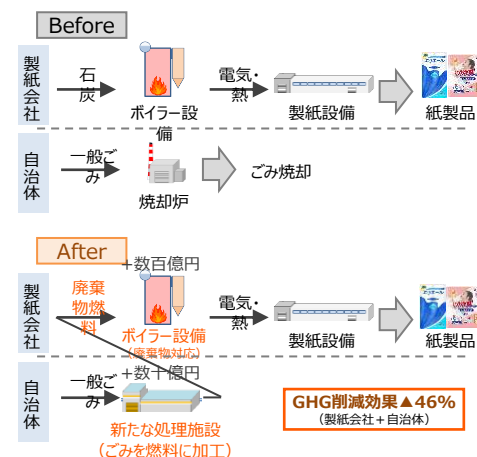 Before
製紙会社
石炭
ボイラー設備
電気・熱
製紙設備
紙製品
自治体
一般ごみ
焼却炉
ごみ焼却
After
製紙会社
廃棄物燃料
+数百億円
ボイラー設備
(廃棄物対応)
電気・熱
製紙設備
紙製品
自治体
一般ごみ
+数十億円
新たな処理施設
(ごみを燃料に加工)
GHG削減効果▲46%
(製紙会社+自治体)